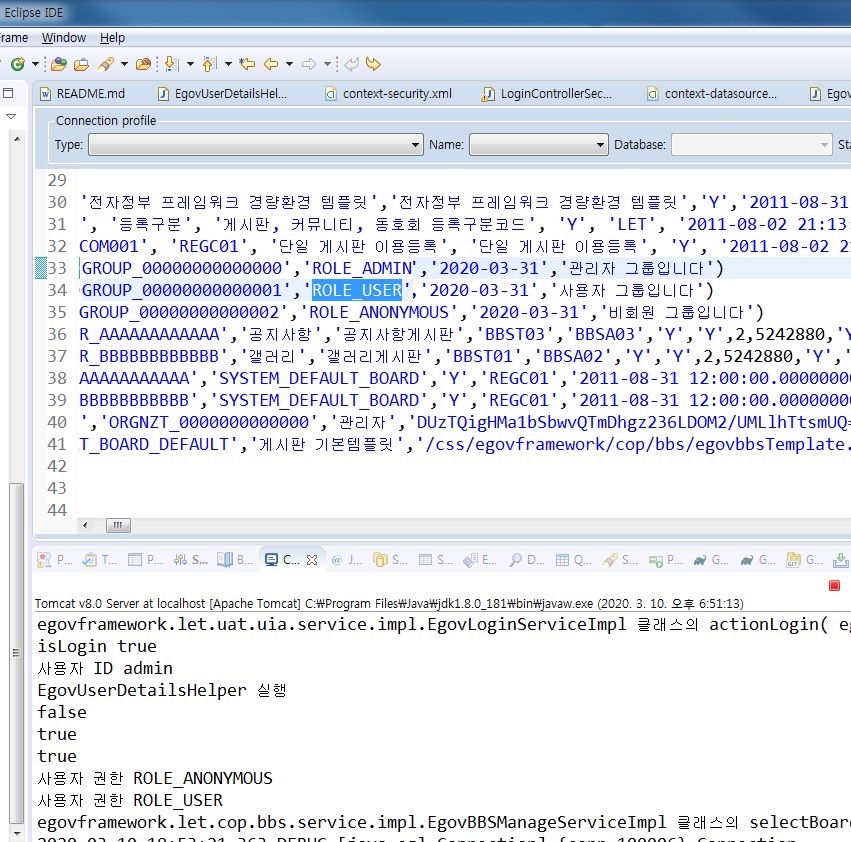 Eclipse IDE
Frame Window Help
README.md EgovUserDetailsHel... context-security.xml LoginControllerSec... context-datasource... Egov
Connection profile
Type: Name: Database: Sta
29
30 '전자정부 프레임워크 경량환경 템플릿','전자정부 프레임워크 경량환경 템플릿','Y','2011-08-31
31 ', '등록구분', '게시판, 커뮤니티, 동호회 등록구분코드', 'Y', 'LET', '2011-08-02 21:13:
32 COM001', 'REGC01', '단일 게시판 이용등록', '단일 게시판 이용등록', 'Y', '2011-08-02 21
33 GROUP_00000000000000','ROLE_ADMIN','2020-03-31','관리자 그룹입니다')
34 GROUP_00000000000001','ROLE_USER','2020-03-31','사용자 그룹입니다')
35 GROUP_00000000000002','ROLE_ANONYMOUS','2020-03-31','비회원 그룹입니다')
36 R_AAAAAAAAAAAA','공지사항','공지사항게시판','BBST03','BBSA03','Y','Y',2,5242880,'Y
37 R_BBBBBBBBBBBB','갤러리','갤러리게시판','BBST01','BBSA02','Y','Y',2,5242880,'Y','
38 AAAAAAAAAAA','SYSTEM_DEFAULT_BOARD','Y','REGC01','2011-08-31 12:00:00.00000000
39 BBBBBBBBBBB','SYSTEM_DEFAULT_BOARD','Y','REGC01','2011-08-31 12:00:00.00000000
40 ','ORGNZT_0000000000000','관리자','DUzTQigHMa1bSbwvQTmDhgz236LDOM2/UMLlhTtsmUQ=
41 T_BOARD_DEFAULT','게시판 기본템플릿','/css/egovframework/cop/bbs/egovbbsTemplate.
42
43
44
P... T... P... S... B... C... J... S... S... E... D... Q... S... P... G... G... G...
Tomcat v8.0 Server at localhost [Apache Tomcat] C:₩Program Files₩Java₩jdk1.8.0_181₩bin₩javaw.exe (2020. 3. 10. 오후 6:51:13)
egovframework.let.uat.uia.service.impl.EgovLoginServiceImpl 클래스의 actionLogin( eg
isLogin true
사용자 ID admin
EgovUserDetailsHelper 실행
false
true
true
사용자 권한 ROLE_ANONYMOUS
사용자 권한 ROLE_USER
egovframework.let.cop.bbs.service.impl.EgovBBSManageServiceImpl 클래스의 selectBoar